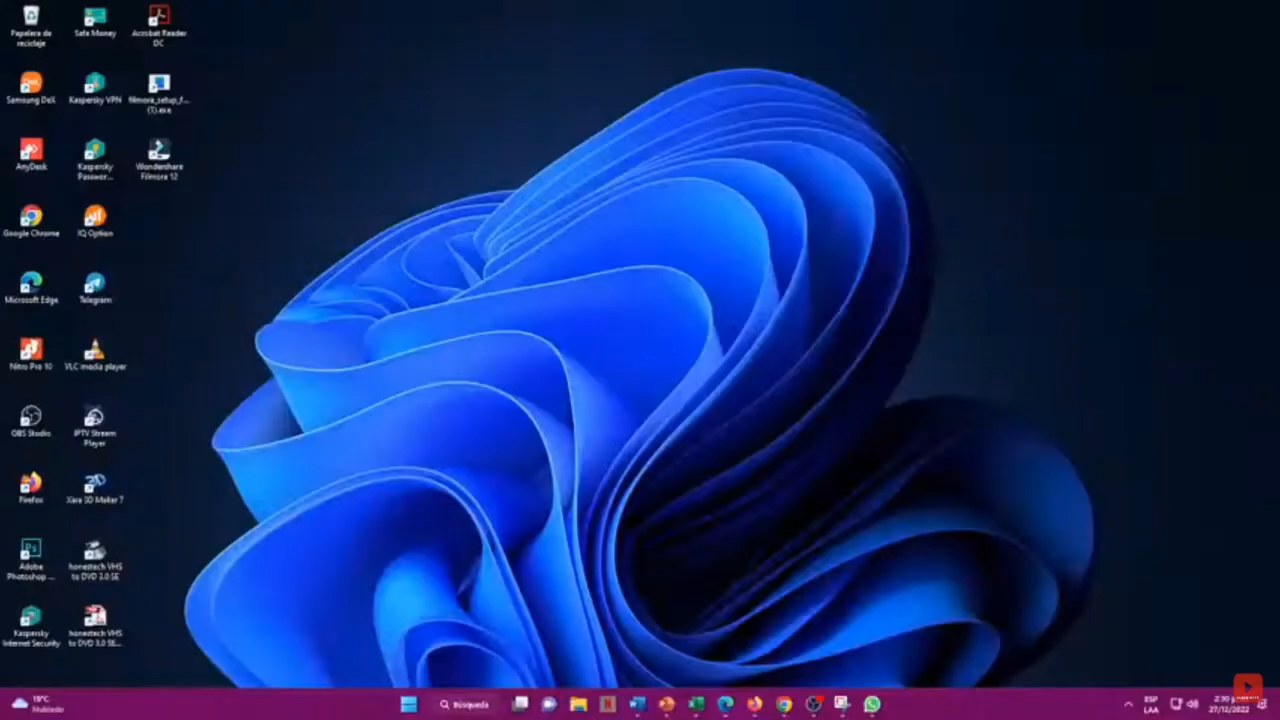 Papelera de
reciclaje
Safe Money
Acrobat Reader
DC
Samsung DeX
Kaspersky VPN
filmora_setup_f...
(1).exe
AnyDesk
Kaspersky
Passwor...
Wondershare
Filmora 12
Google Chrome
IQ Option
Microsoft Edge
Telegram
Nitro Pro 10
VLC media player
OBS Studio
IPTV Stream
Player
Firefox
Xara 3D Maker 7
Adobe
Photoshop ...
honestech VHS
to DVD 3.0 SE
Kaspersky
Internet Security
honestech VHS
to DVD 3.0 SE...
19°C
Nublado
Búsqueda
ESP
LAA
2:30
27/12/2022